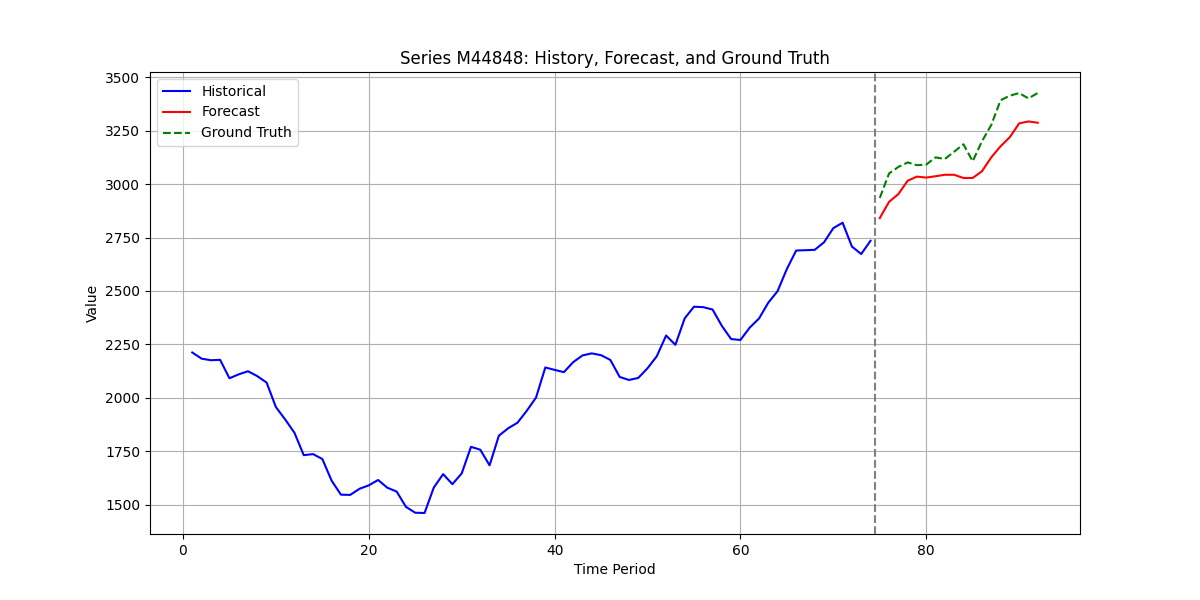 Series M44848: History, Forecast, and Ground Truth
Historical
Forecast
Ground Truth
3500
3250
3000
2750
2500
2250
2000
1750
1500
Value
0 20 40 60 80
Time Period